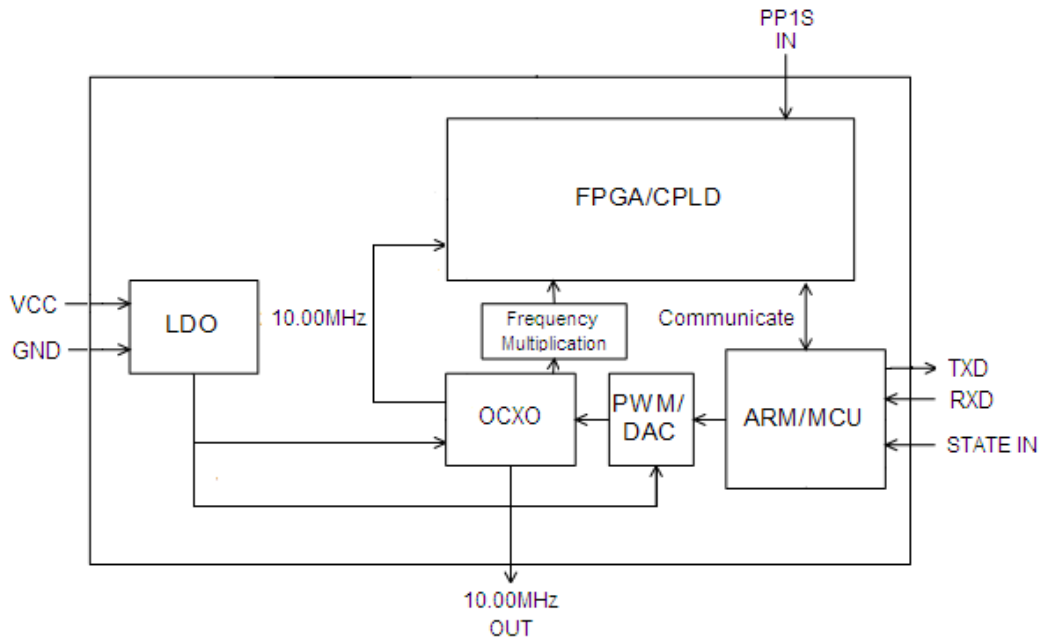 PP1S
IN
FPGA/CPLD
VCC
GND
LDO
10.00MHz
Frequency
Multiplication
Communicate
OCXO
PWM/
DAC
ARM/MCU
TXD
RXD
STATE IN
10.00MHz
OUT